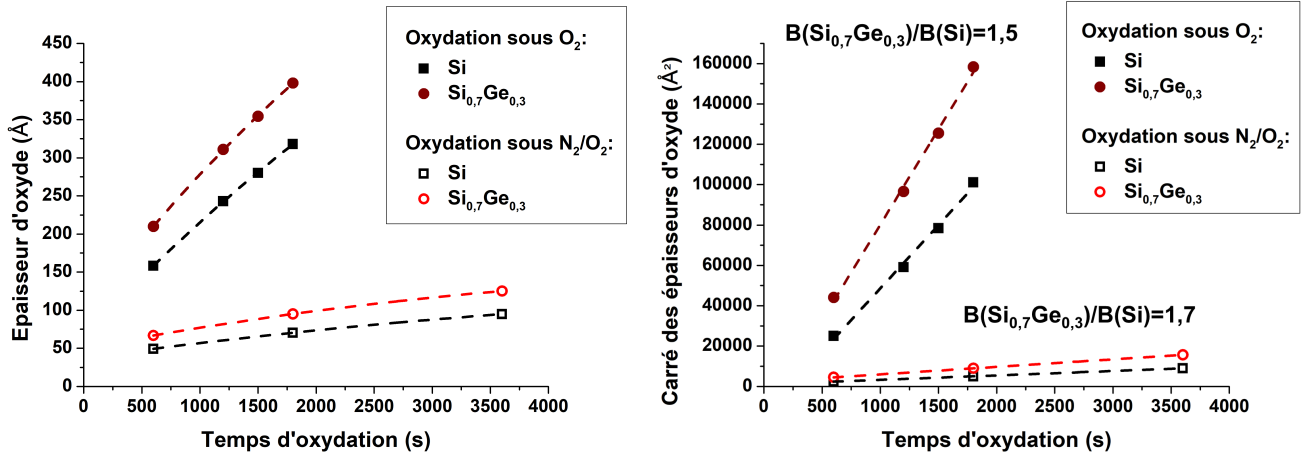 Epaisseur d'oxyde (Å)
450
400
350
300
250
200
150
100
50
0
0
500
1000
1500
2000
2500
3000
3500
4000
Temps d'oxydation (s)
Oxydation sous O₂:
Si
Si₀,₇Ge₀,₃
Oxydation sous N₂/O₂:
Si
Si₀,₇Ge₀,₃
Carré des épaisseurs d'oxyde (Å²)
160000
140000
120000
100000
80000
60000
40000
20000
0
0
500
1000
1500
2000
2500
3000
3500
4000
Temps d'oxydation (s)
B(Si₀,₇Ge₀,₃)/B(Si)=1,5
B(Si₀,₇Ge₀,₃)/B(Si)=1,7
Oxydation sous O₂:
Si
Si₀,₇Ge₀,₃
Oxydation sous N₂/O₂:
Si
Si₀,₇Ge₀,₃